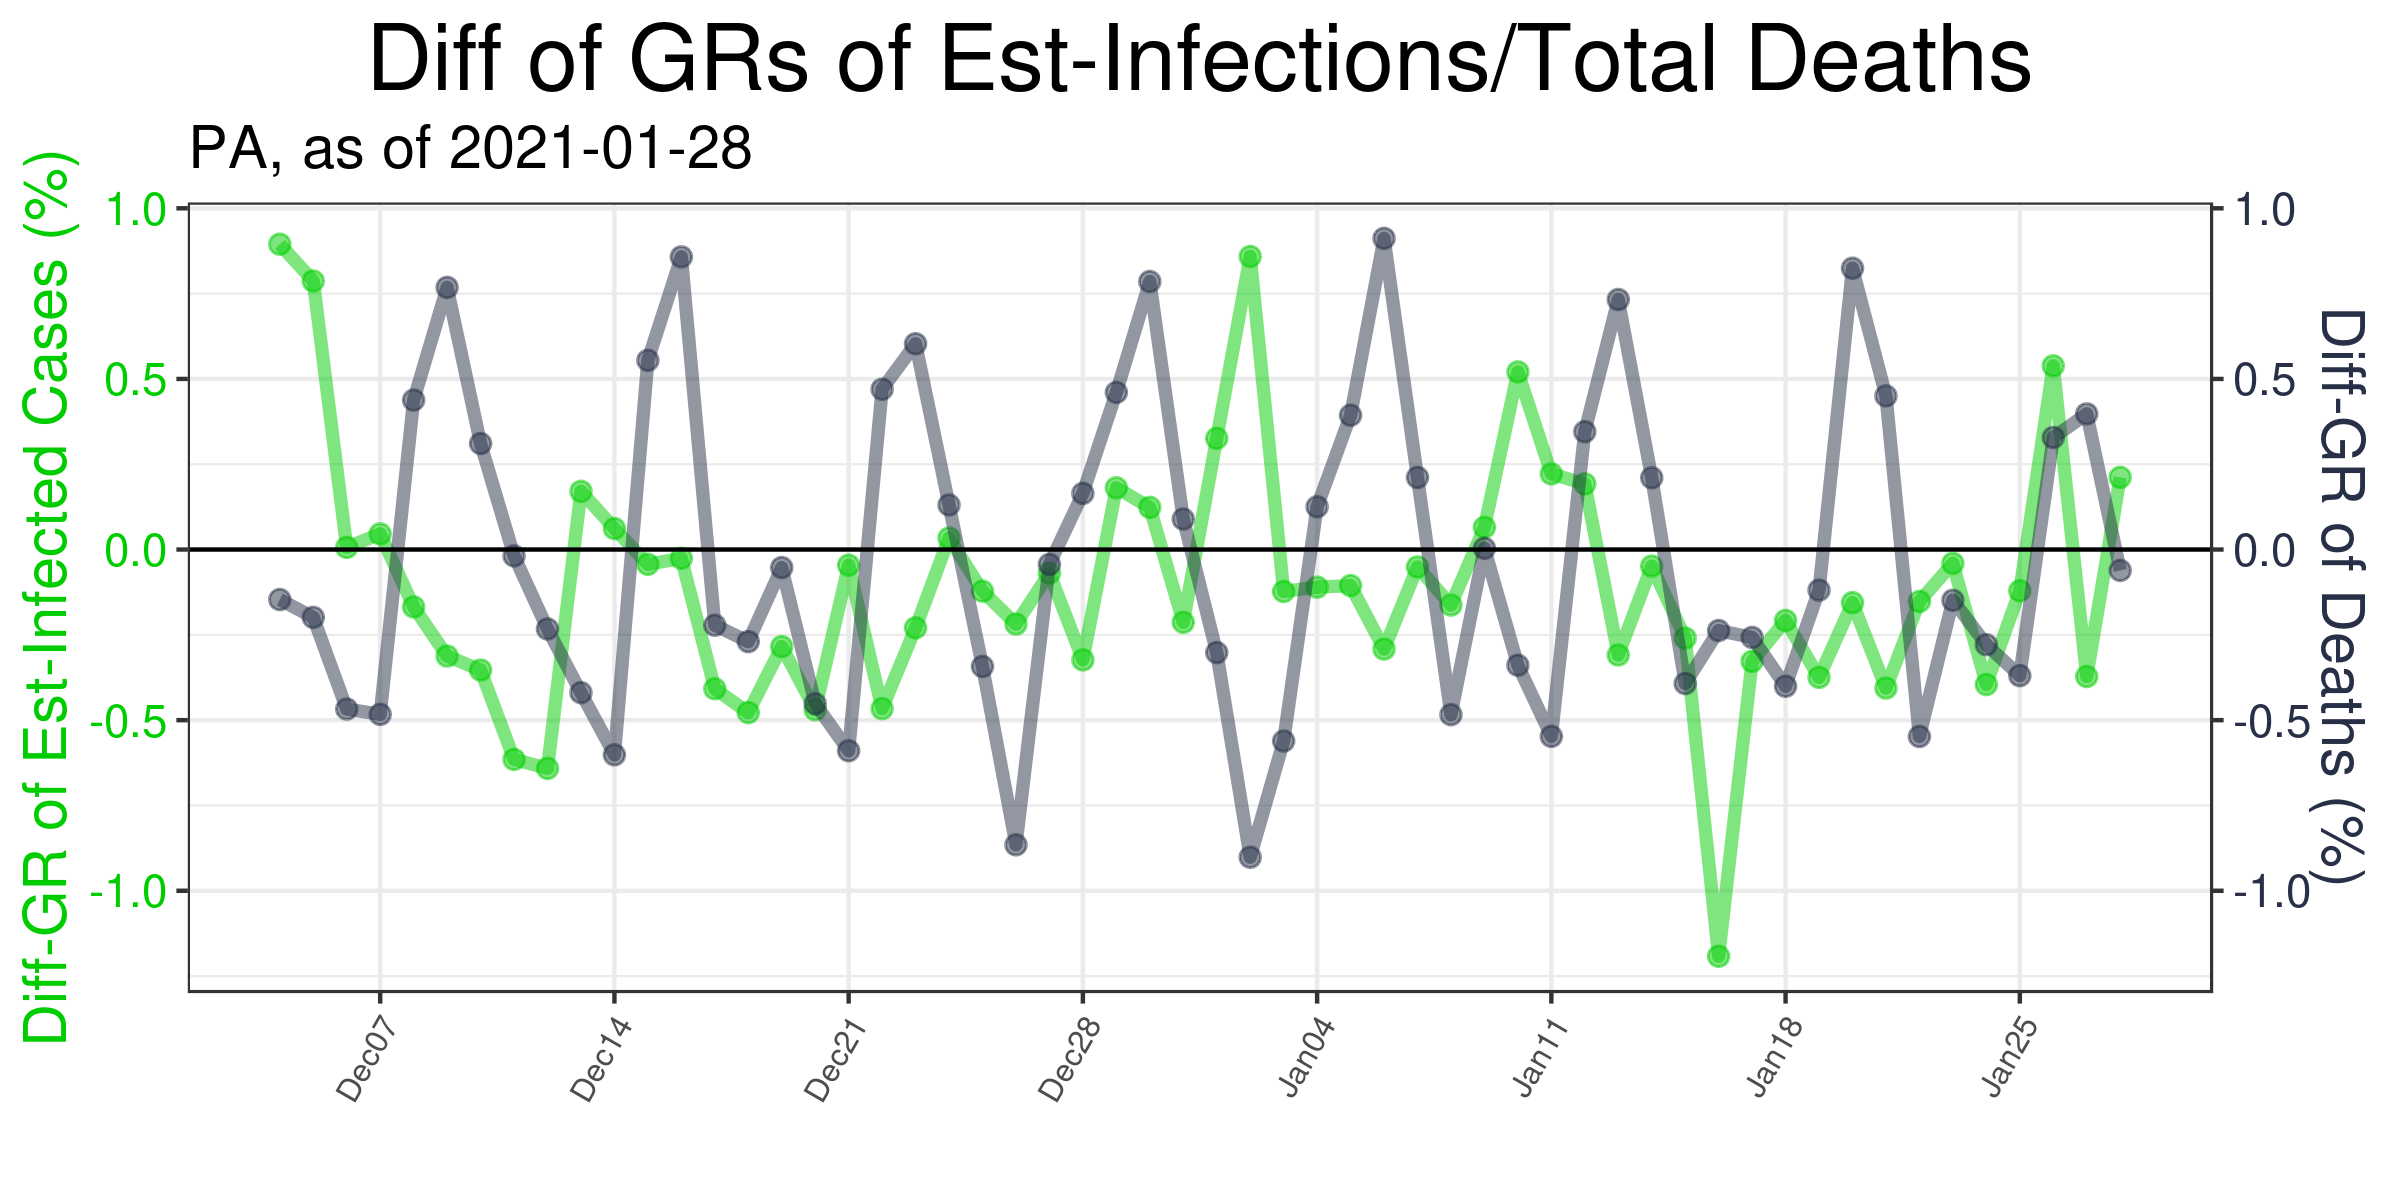 Diff of GRs of Est-Infections/Total Deaths
PA, as of 2021-01-28
Diff-GR of Est-Infected Cases (%)
1.0
0.5
0.0
-0.5
-1.0
1.0
0.5
0.0
-0.5
-1.0
Diff-GR of Deaths (%)
Dec07
Dec14
Dec21
Dec28
Jan04
Jan11
Jan18
Jan25